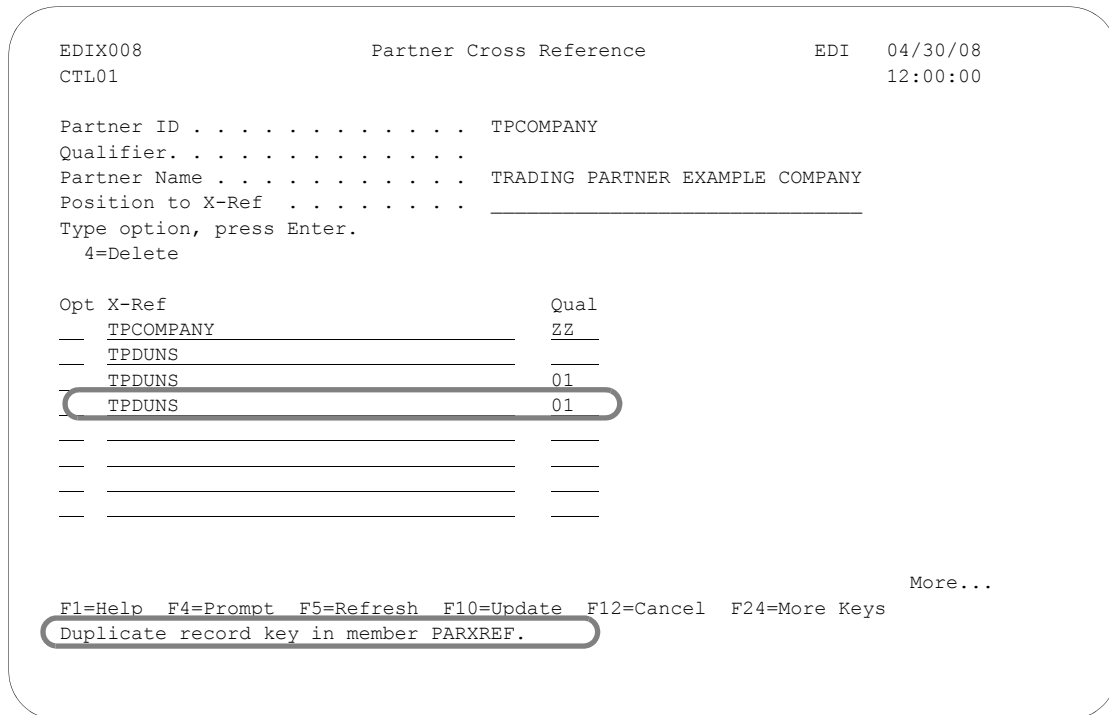 EDIX008 Partner Cross Reference EDI 04/30/08
CTL01 12:00:00
Partner ID . . . . . . . . . . . . TPCOMPANY
Qualifier. . . . . . . . . . . . .
Partner Name . . . . . . . . . . . TRADING PARTNER EXAMPLE COMPANY
Position to X-Ref . . . . . . . . _______________________________
Type option, press Enter.
4=Delete
Opt X-Ref Qual
TPCOMPANY ZZ
TPDUNS
TPDUNS 01
TPDUNS 01
More...
F1=Help F4=Prompt F5=Refresh F10=Update F12=Cancel F24=More Keys
Duplicate record key in member PARXREF.